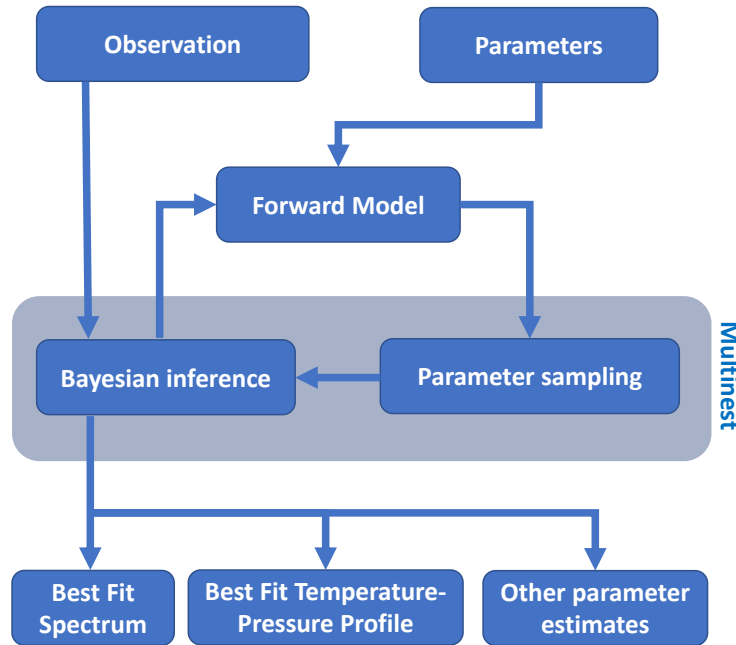 Observation
Parameters
Forward Model
Multinest
Bayesian inference
Parameter sampling
Best Fit
Spectrum
Best Fit Temperature-
Pressure Profile
Other parameter
estimates